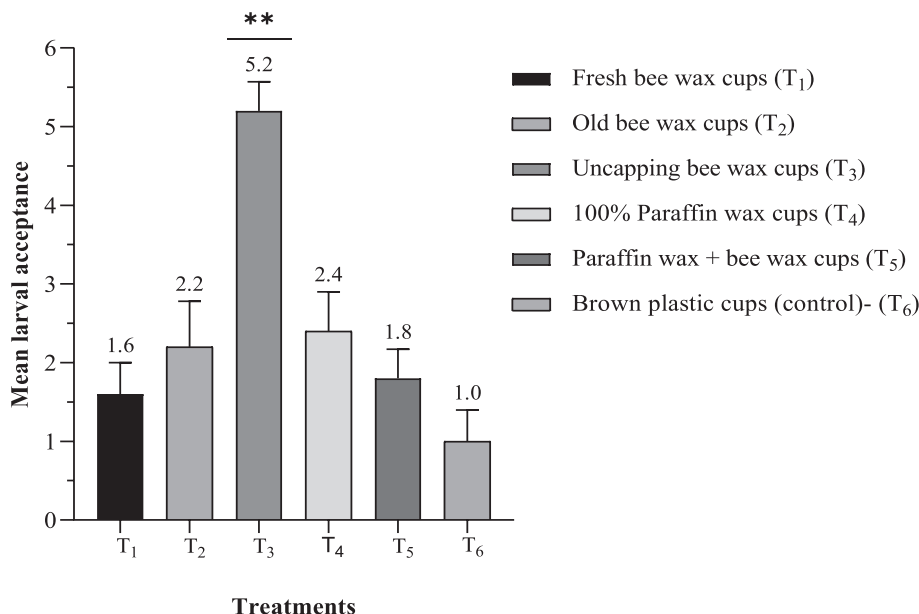 **
6
5.2
Fresh bee wax cups (T₁)
5
Old bee wax cups (T₂)
Uncapping bee wax cups (T₃)
4
100% Paraffin wax cups (T₄)
Paraffin wax + bee wax cups (T₅)
3
Brown plastic cups (control)- (T₆)
2.4
2.2
2
1.8
1.6
1.0
1
0
Mean larval acceptance
T₁ T₂ T₃ T₄ T₅ T₆
Treatments